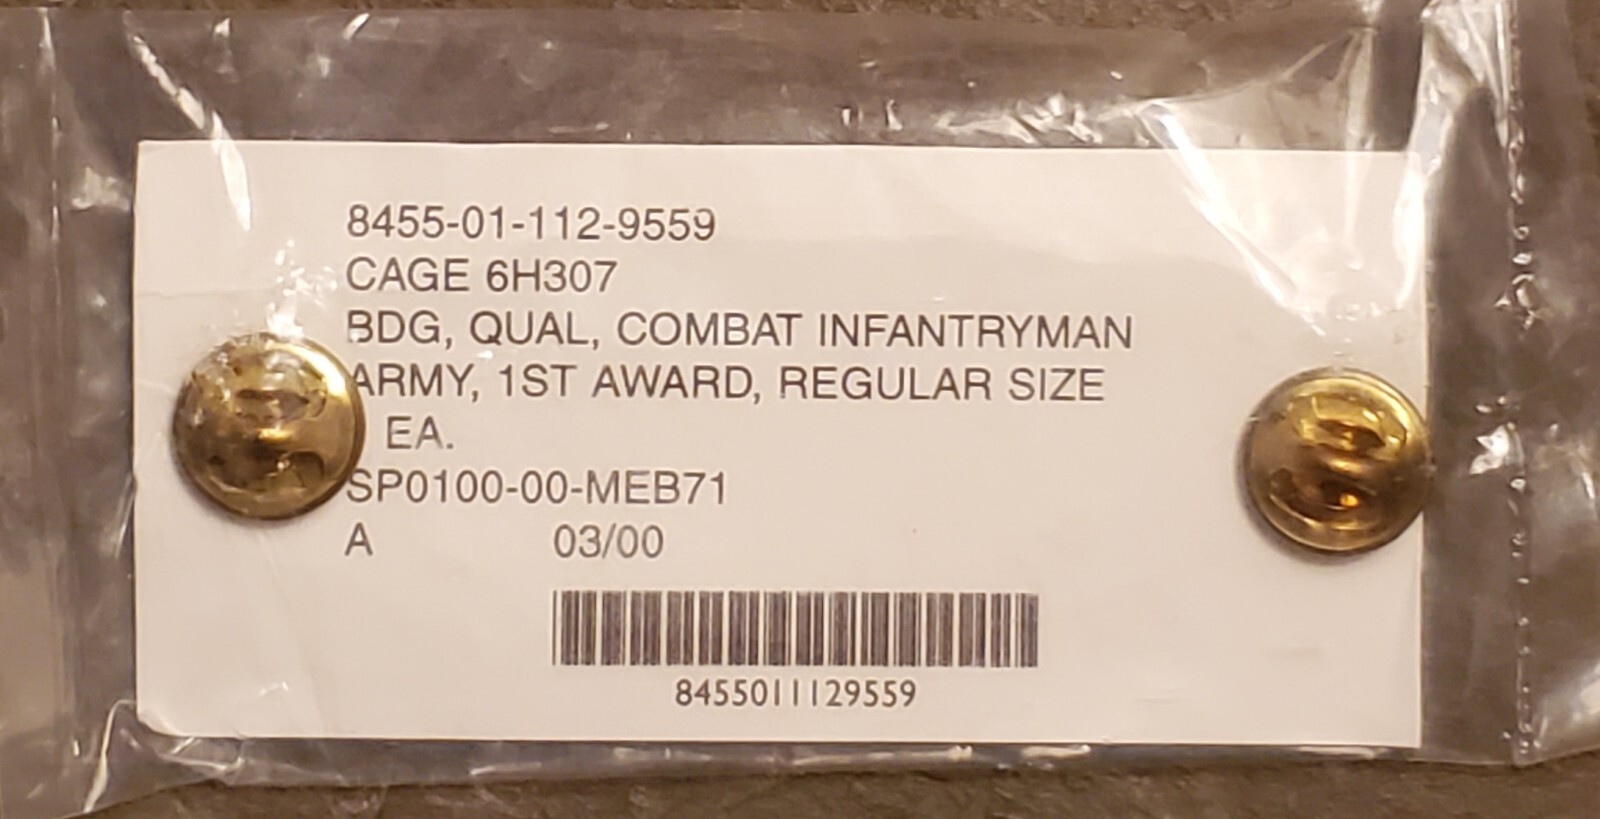 8455-01-112-9559
CAGE 6H307
BDG, QUAL, COMBAT INFANTRYMAN
ARMY, 1ST AWARD, REGULAR SIZE
EA.
SP0100-00-MEB71
A 03/00
8455011129559